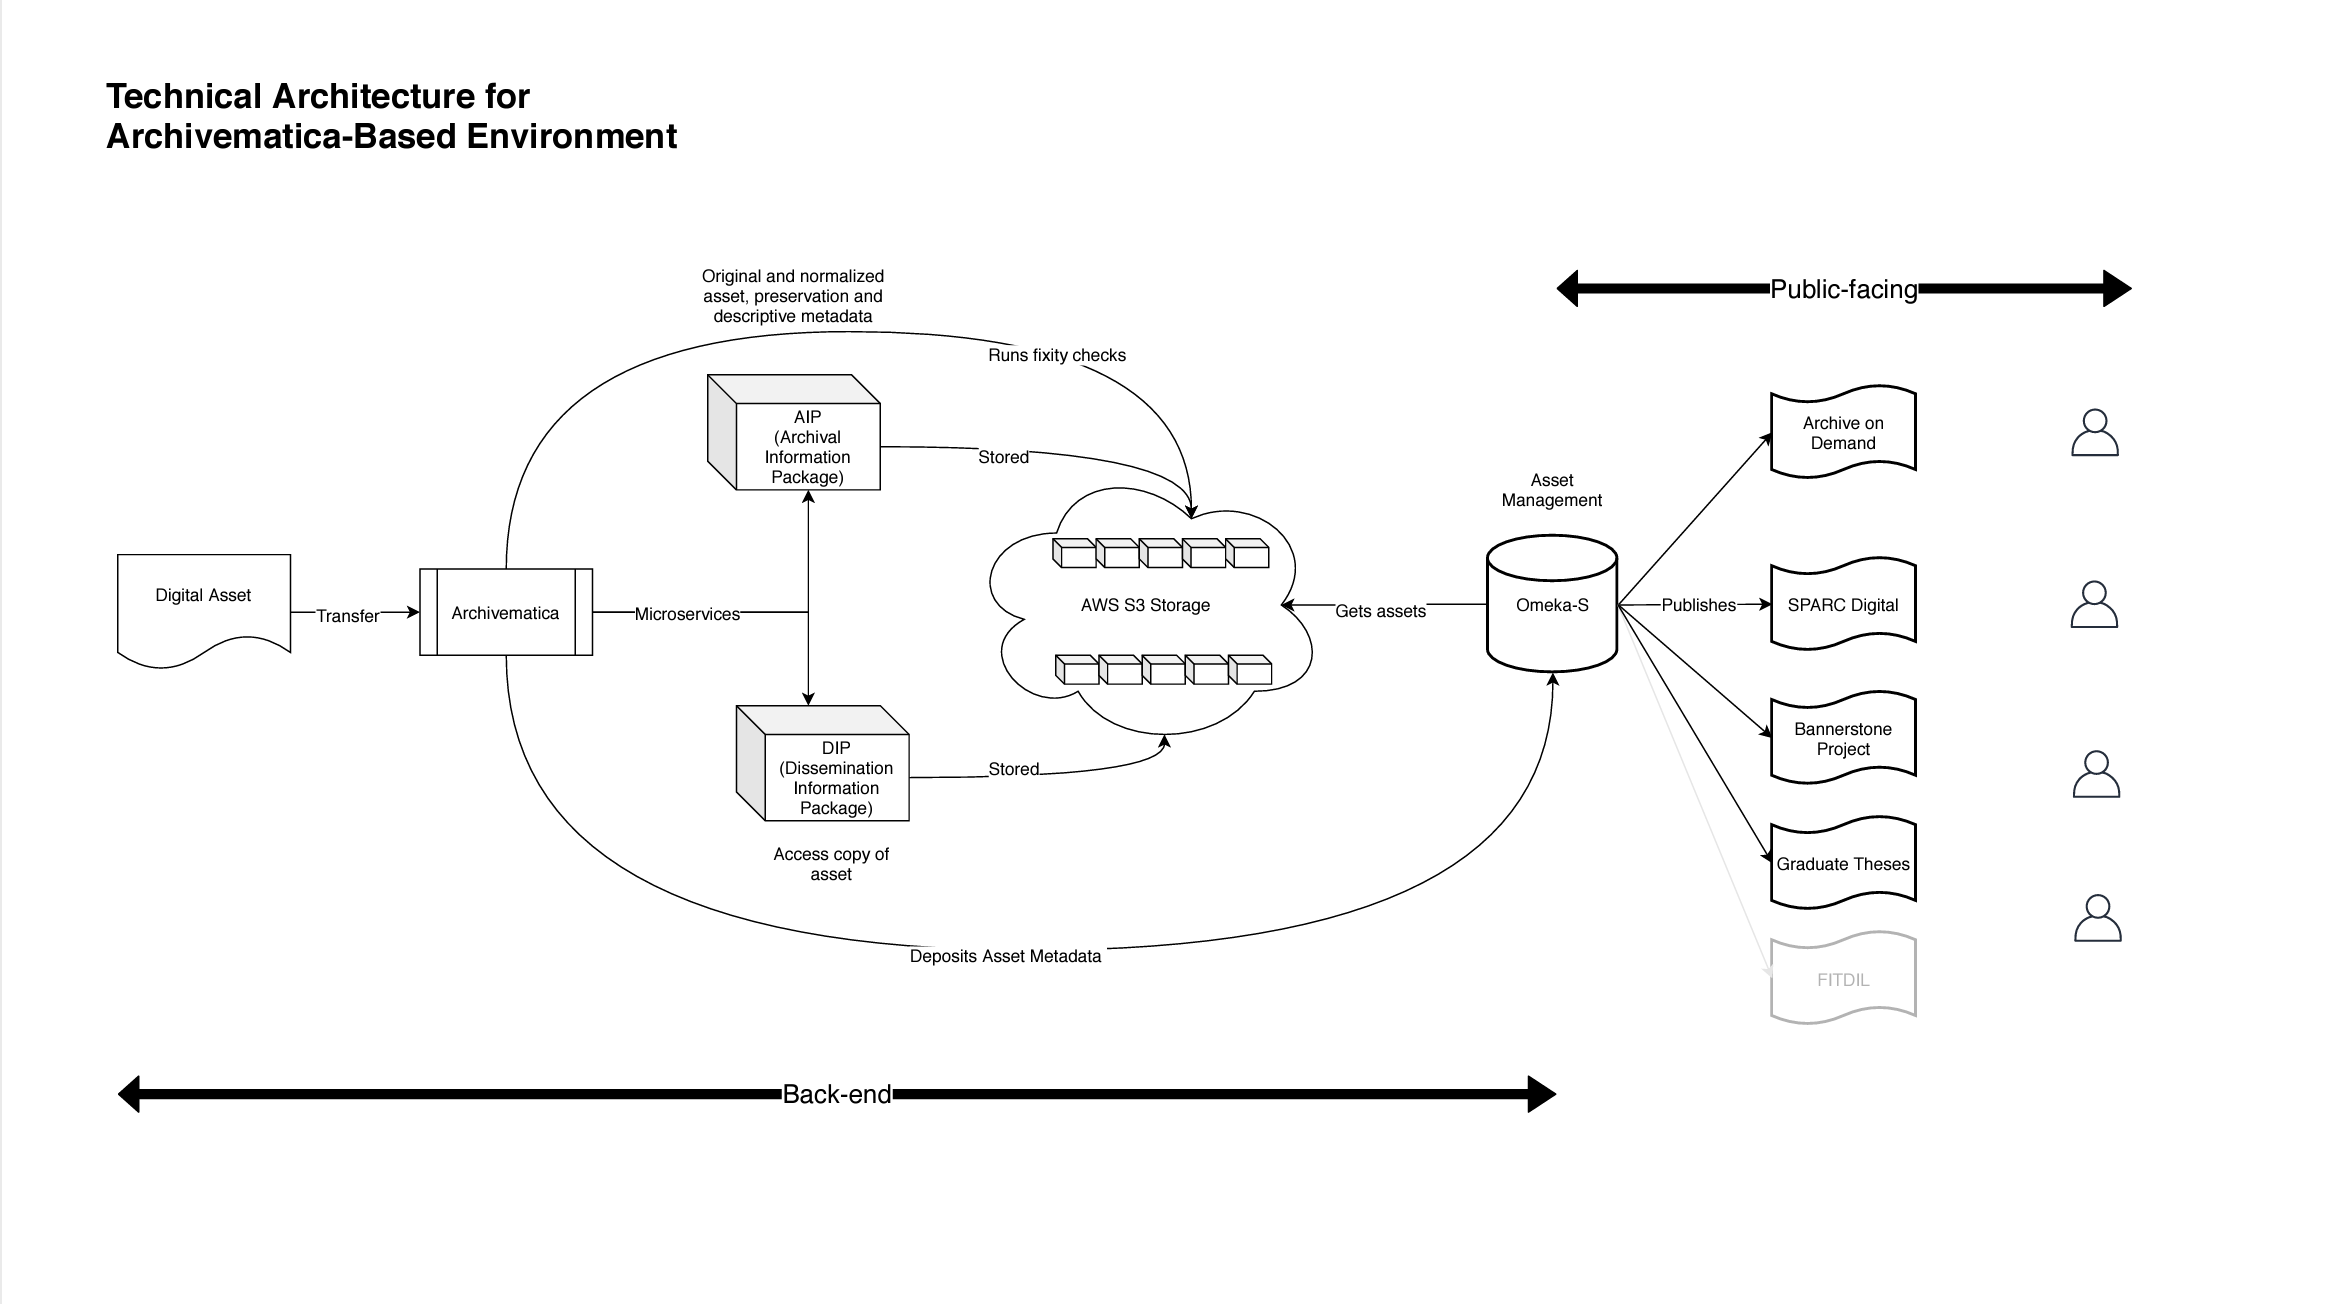 Technical Architecture for
Archivematica-Based Environment
Original and normalized
asset, preservation and
descriptive metadata
Public-facing
Runs fixity checks
AIP
(Archival
Information
Package)
Stored
Archive on
Demand
Asset
Management
Digital Asset
Transfer
Archivematica
Microservices
AWS S3 Storage
Gets assets
Omeka-S
Publishes
SPARC Digital
Bannerstone
Project
DIP
(Dissemination
Information
Package)
Stored
Access copy of
asset
Graduate Theses
Deposits Asset Metadata
FITDIL
Back-end